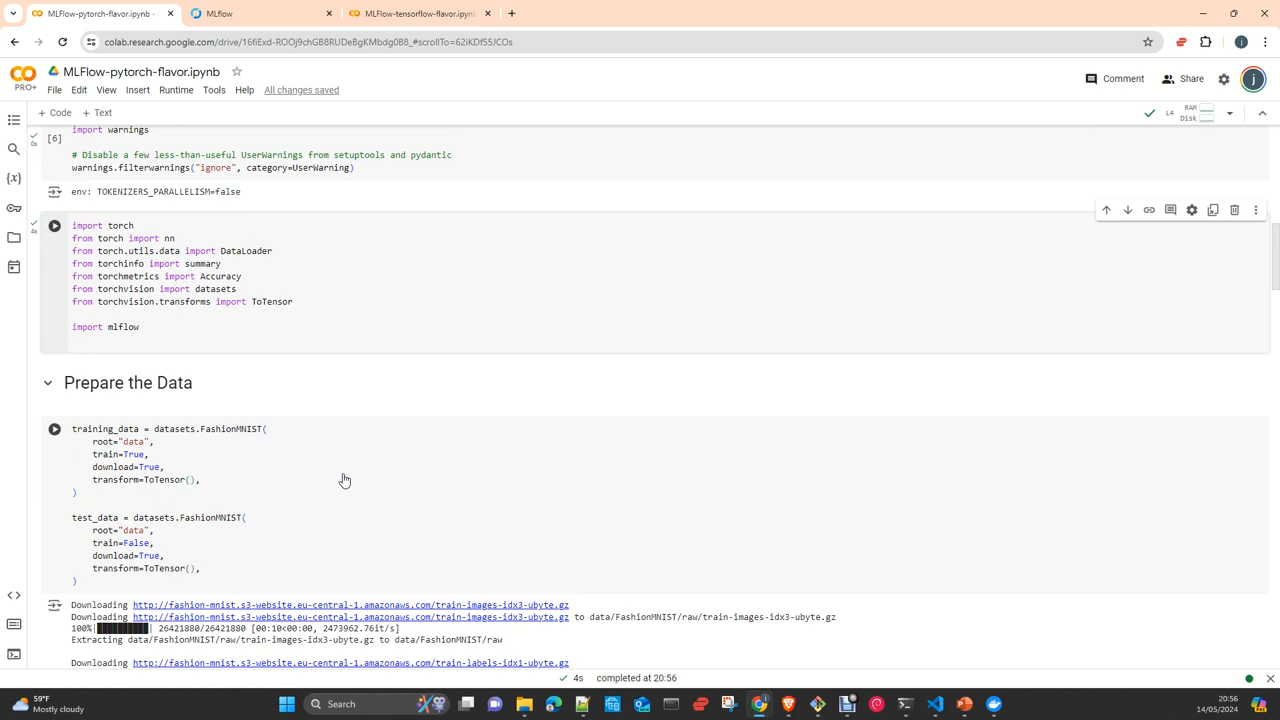 MLFlow-pytorch-flavor.ipynb -
MLflow
MLFlow-tensorflow-flavor.ipynb
colab.research.google.com/drive/16fiExd-ROOj9chGB8RUDeBgKMbdg0B8_#scrollTo=62iKDf55JCOs
MLFlow-pytorch-flavor.ipynb
PRO+
File Edit View Insert Runtime Tools Help All changes saved
Comment
Share
j
+ Code + Text
L4 RAM Disk
[6]
0s
import warnings
# Disable a few less-than-useful UserWarnings from setuptools and pydantic
warnings.filterwarnings("ignore", category=UserWarning)
env: TOKENIZERS_PARALLELISM=false
4s
import torch
from torch import nn
from torch.utils.data import DataLoader
from torchinfo import summary
from torchmetrics import Accuracy
from torchvision import datasets
from torchvision.transforms import ToTensor
import mlflow
Prepare the Data
training_data = datasets.FashionMNIST(
root="data",
train=True,
download=True,
transform=ToTensor(),
)
test_data = datasets.FashionMNIST(
root="data",
train=False,
download=True,
transform=ToTensor(),
)
Downloading http://fashion-mnist.s3-website.eu-central-1.amazonaws.com/train-images-idx3-ubyte.gz
Downloading http://fashion-mnist.s3-website.eu-central-1.amazonaws.com/train-images-idx3-ubyte.gz to data/FashionMNIST/raw/train-images-idx3-ubyte.gz
100%|██████████| 26421880/26421880 [00:10<00:00, 2473962.76it/s]
Extracting data/FashionMNIST/raw/train-images-idx3-ubyte.gz to data/FashionMNIST/raw
Downloading http://fashion-mnist.s3-website.eu-central-1.amazonaws.com/train-labels-idx1-ubyte.gz
4s completed at 20:56
59°F
Mostly cloudy
Search
20:56
14/05/2024